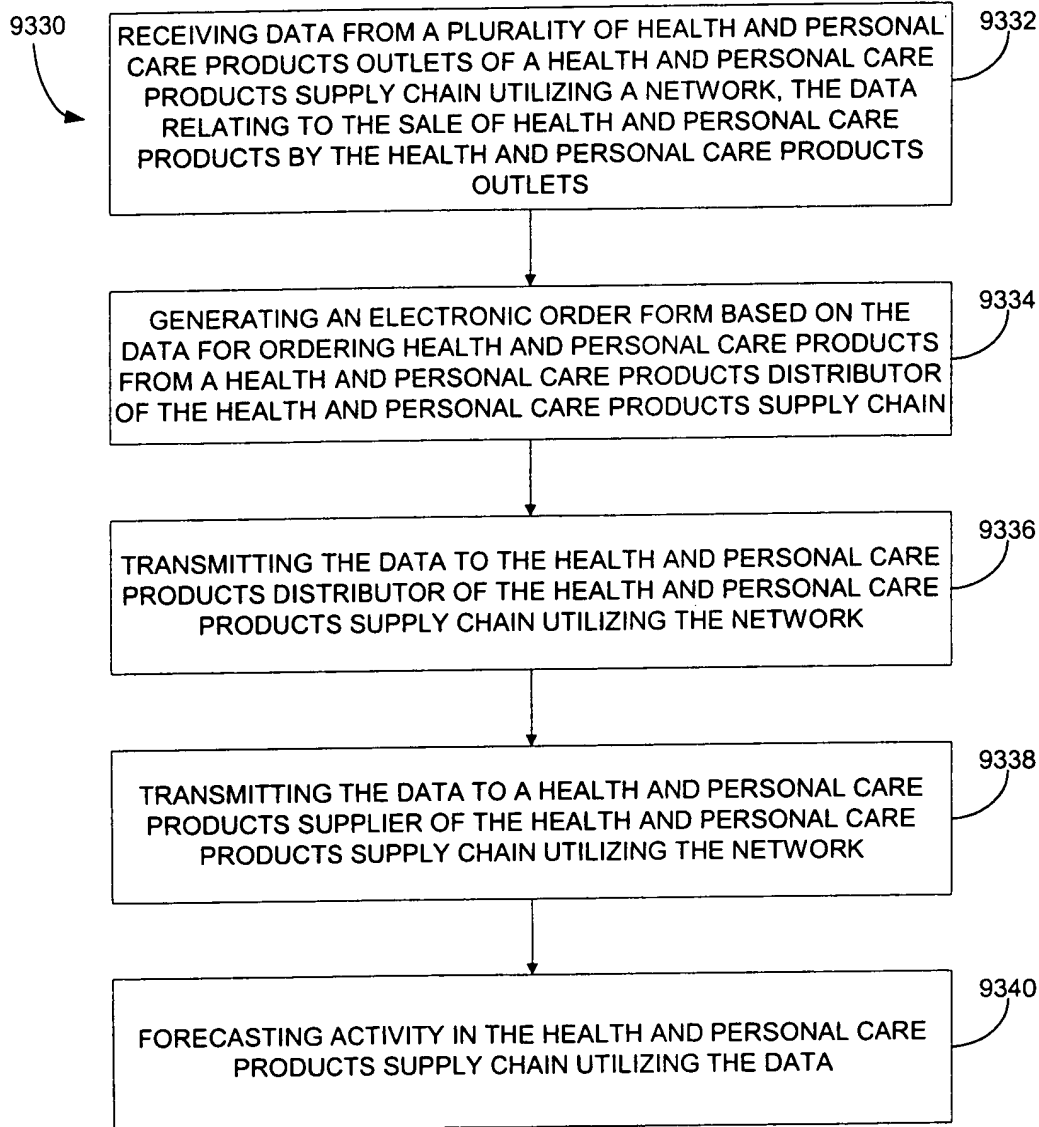 9330
RECEIVING DATA FROM A PLURALITY OF HEALTH AND PERSONAL
CARE PRODUCTS OUTLETS OF A HEALTH AND PERSONAL CARE
PRODUCTS SUPPLY CHAIN UTILIZING A NETWORK, THE DATA
RELATING TO THE SALE OF HEALTH AND PERSONAL CARE
PRODUCTS BY THE HEALTH AND PERSONAL CARE PRODUCTS
OUTLETS
9332
GENERATING AN ELECTRONIC ORDER FORM BASED ON THE
DATA FOR ORDERING HEALTH AND PERSONAL CARE PRODUCTS
FROM A HEALTH AND PERSONAL CARE PRODUCTS DISTRIBUTOR
OF THE HEALTH AND PERSONAL CARE PRODUCTS SUPPLY CHAIN
9334
TRANSMITTING THE DATA TO THE HEALTH AND PERSONAL CARE
PRODUCTS DISTRIBUTOR OF THE HEALTH AND PERSONAL CARE
PRODUCTS SUPPLY CHAIN UTILIZING THE NETWORK
9336
TRANSMITTING THE DATA TO A HEALTH AND PERSONAL CARE
PRODUCTS SUPPLIER OF THE HEALTH AND PERSONAL CARE
PRODUCTS SUPPLY CHAIN UTILIZING THE NETWORK
9338
FORECASTING ACTIVITY IN THE HEALTH AND PERSONAL CARE
PRODUCTS SUPPLY CHAIN UTILIZING THE DATA
9340